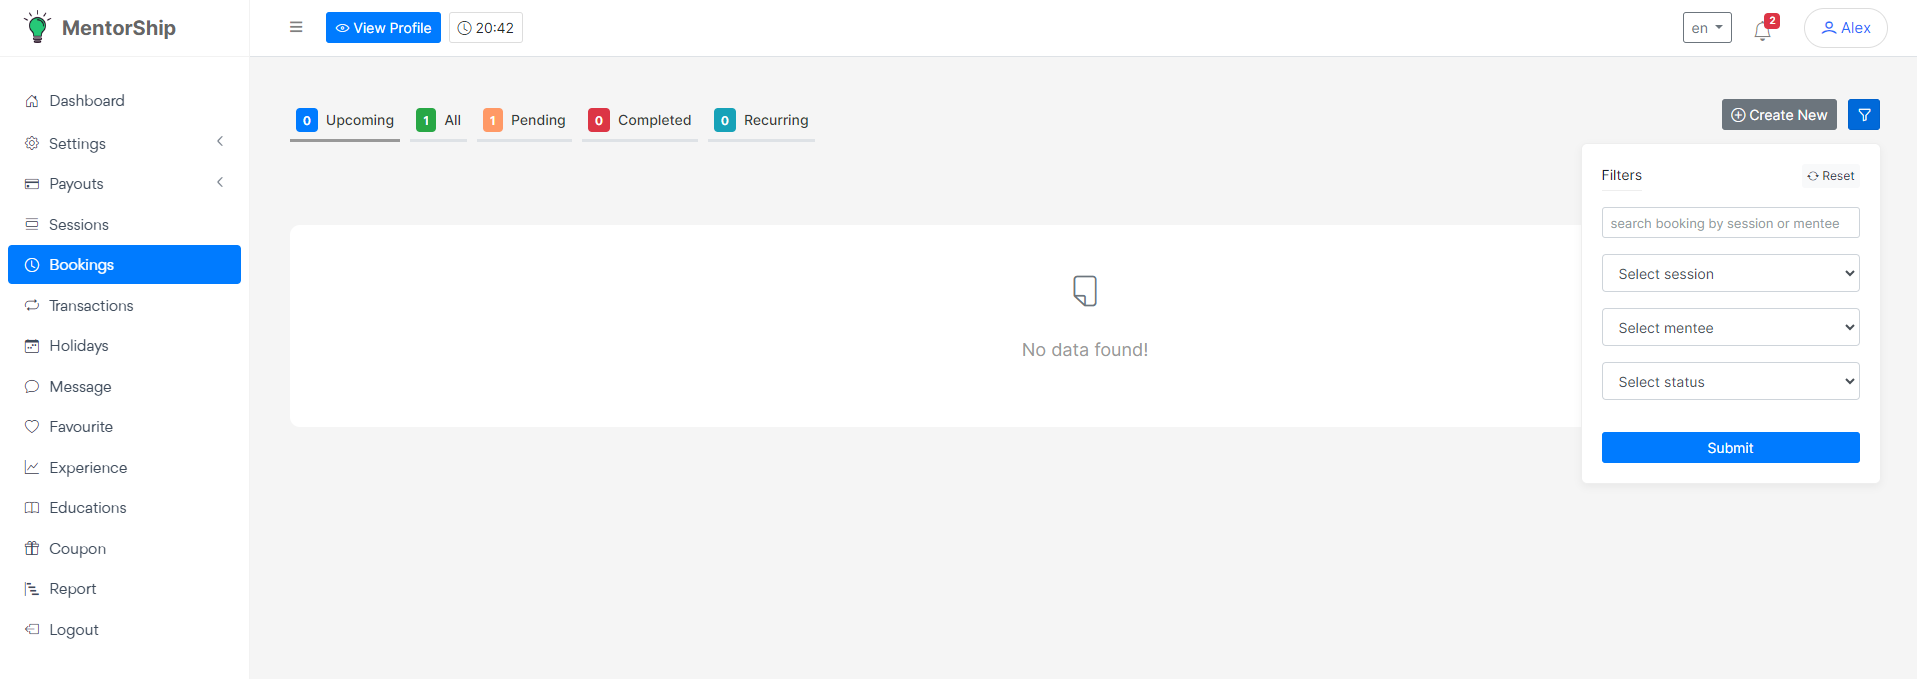 MentorShip
View Profile
20:42
en
2
Alex
Dashboard
Settings
Payouts
Sessions
Bookings
Transactions
Holidays
Message
Favourite
Experience
Educations
Coupon
Report
Logout
0 Upcoming
1 All
1 Pending
0 Completed
0 Recurring
Create New
No data found!
Filters
Reset
search booking by session or mentee
Select session
Select mentee
Select status
Submit